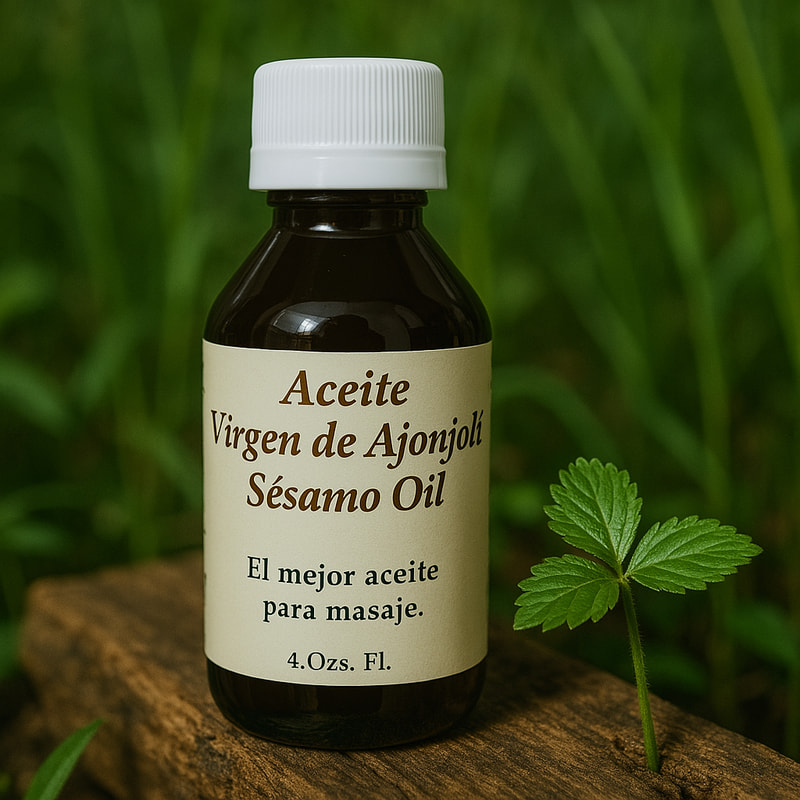 Aceite
Virgen de Ajonjolí
Sésamo Oil
El mejor aceite
para masaje.
4.Ozs. Fl.